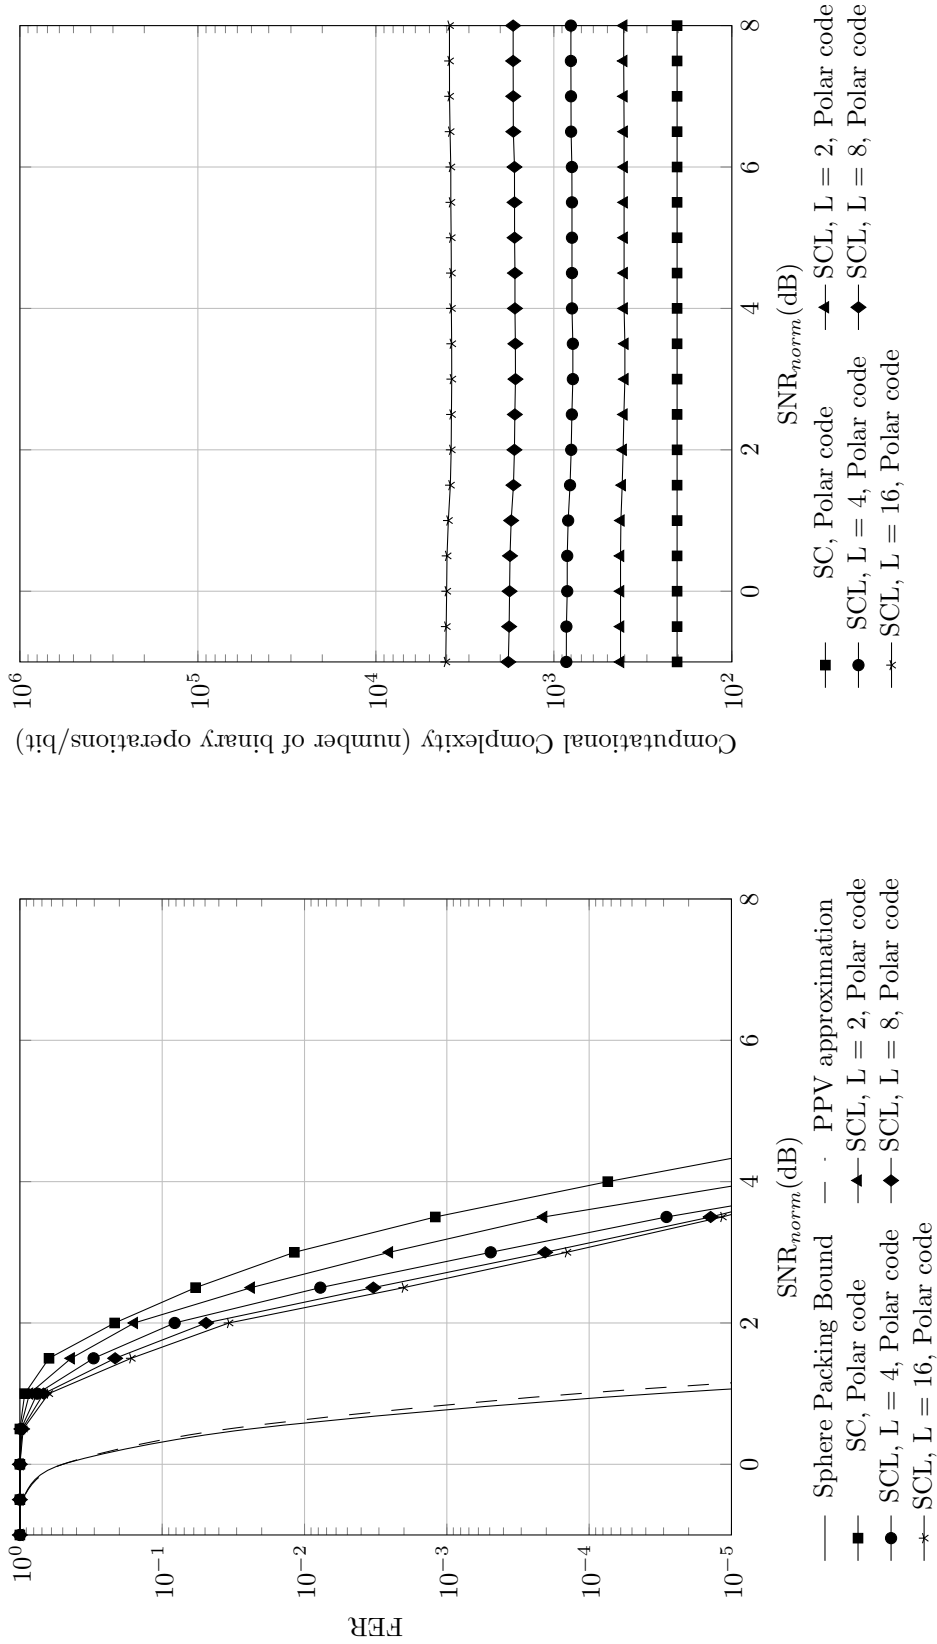 10^0
10^{-1}
10^{-2}
10^{-3}
10^{-4}
10^{-5}
FER
0
2
4
6
8
SNR_{norm}(dB)
Sphere Packing Bound
PPV approximation
SC, Polar code
SCL, L = 2, Polar code
SCL, L = 4, Polar code
SCL, L = 8, Polar code
SCL, L = 16, Polar code
10^6
10^5
10^4
10^3
10^2
Computational Complexity (number of binary operations/bit)
0
2
4
6
8
SNR_{norm}(dB)
SC, Polar code
SCL, L = 2, Polar code
SCL, L = 4, Polar code
SCL, L = 8, Polar code
SCL, L = 16, Polar code